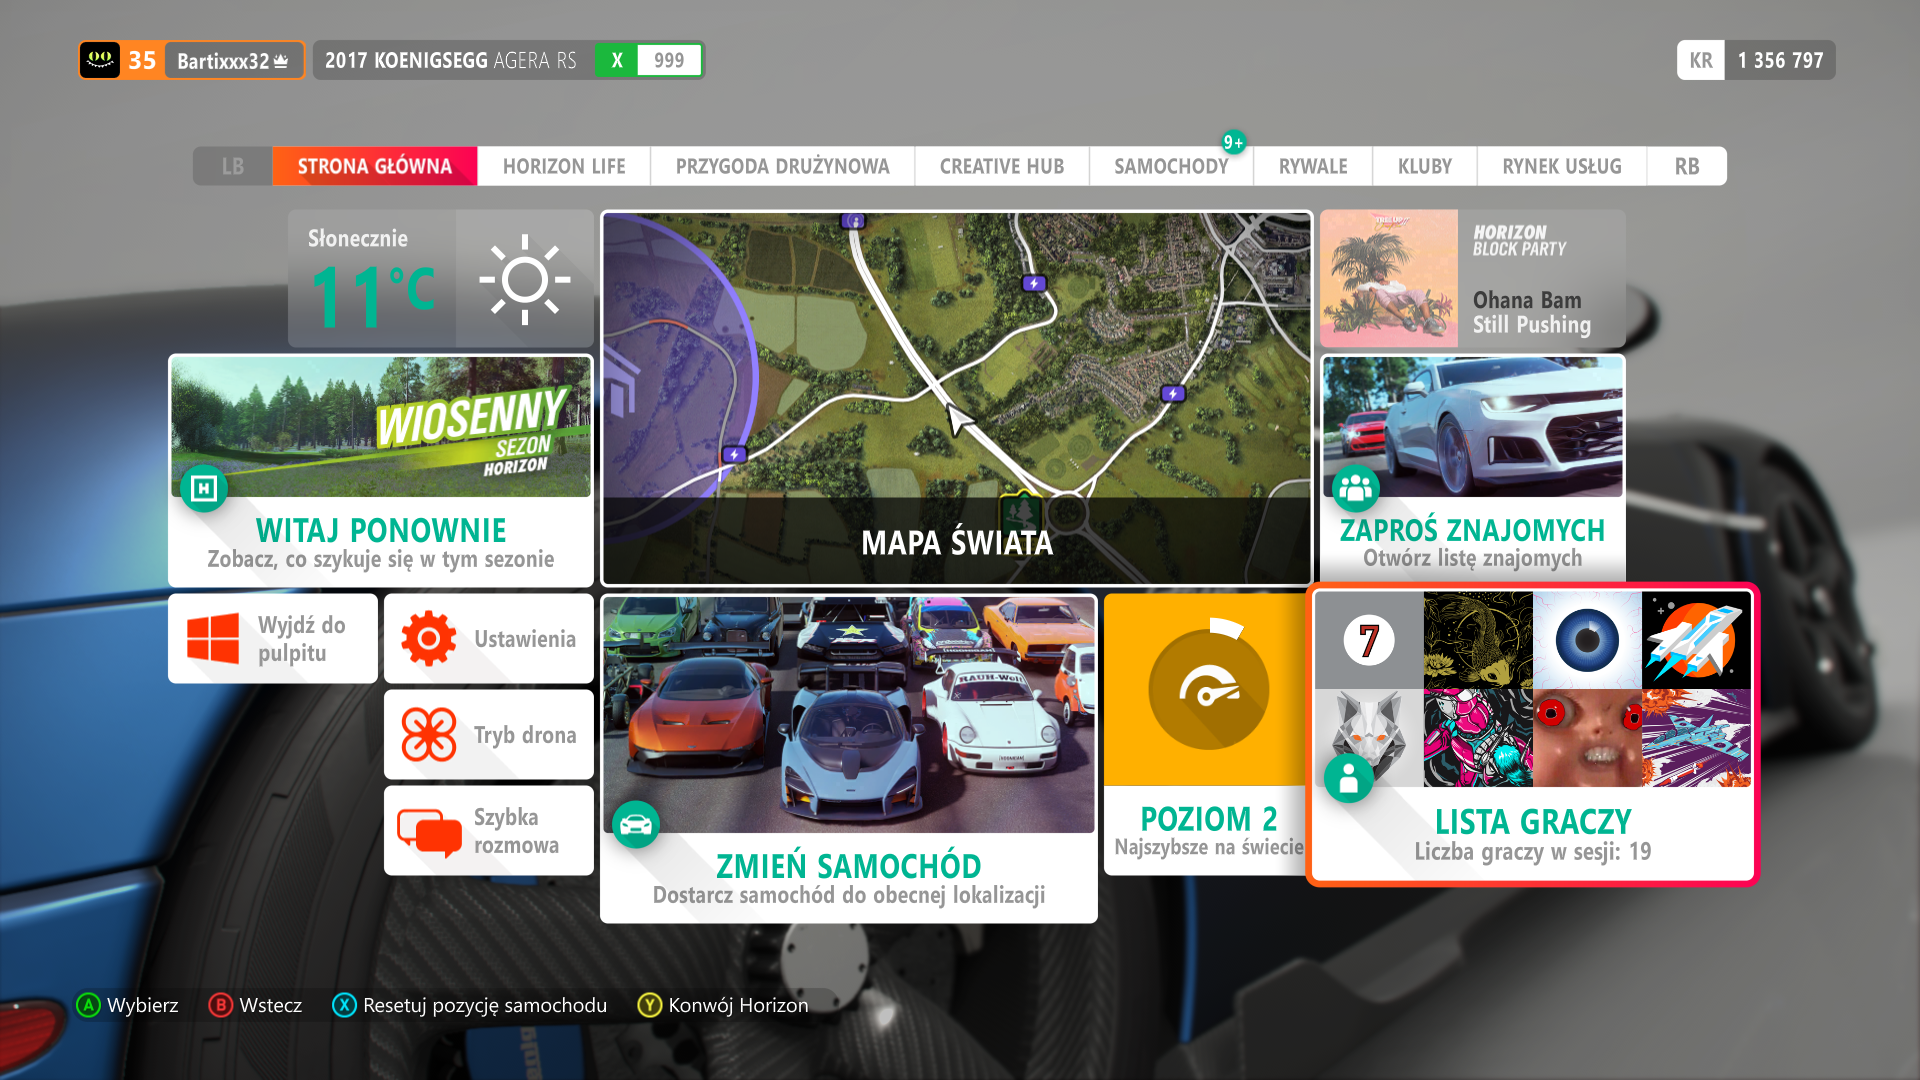 35 Bartixxx32 2017 KOENIGSEGG AGERA RS X 999
KR 1 356 797
9+
LB STRONA GŁÓWNA HORIZON LIFE PRZYGODA DRUŻYNOWA CREATIVE HUB SAMOCHODY RYWALE KLUBY RYNEK USŁUG RB
Słonecznie
11°C
HORIZON
BLOCK PARTY
Ohana Bam
Still Pushing
WIOSENNY
SEZON
HORIZON
H
WITAJ PONOWNIE
Zobacz, co szykuje się w tym sezonie
MAPA ŚWIATA
ZAPROŚ ZNAJOMYCH
Otwórz listę znajomych
Wyjdź do
pulpitu
Ustawienia
Tryb drona
Szybka
rozmowa
RAUH-Welt
ZMIEŃ SAMOCHÓD
Dostarcz samochód do obecnej lokalizacji
POZIOM 2
Najszybsze na świecie
7
LISTA GRACZY
Liczba graczy w sesji: 19
A Wybierz B Wstecz X Resetuj pozycję samochodu Y Konwój Horizon